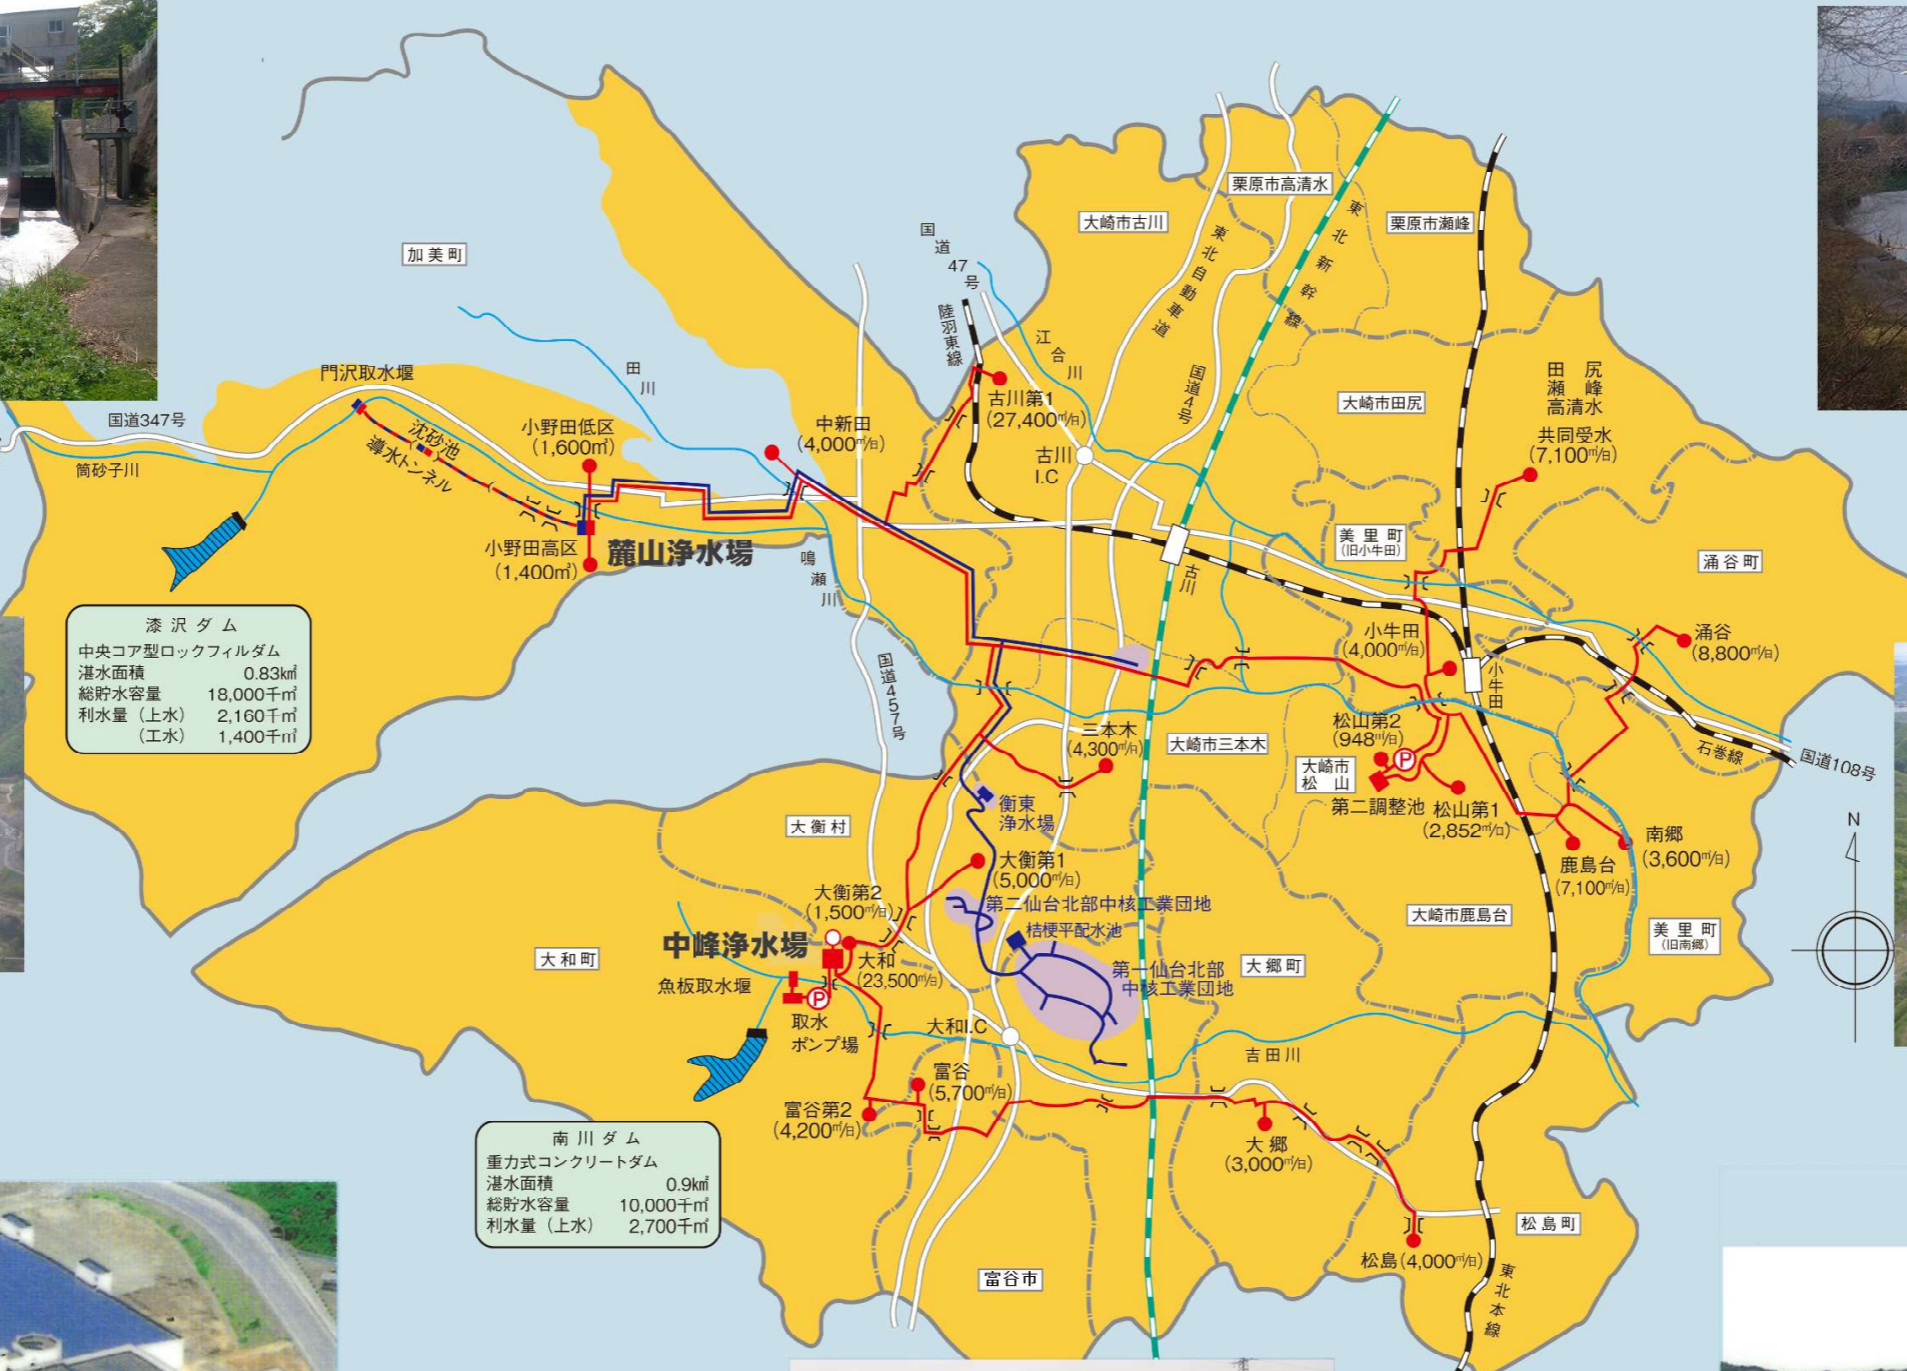 加美町
門沢取水堰
国道347号
筒砂子川
沈砂池
導水トンネル
小野田低区
(1,600㎥)
小野田高区
(1,400㎥)
麓山浄水場
田川
中新田
(4,000㎥/日)
鳴瀬川
国道457号
漆沢ダム
中央コア型ロックフィルダム
湛水面積 0.83㎢
総貯水容量 18,000千㎥
利水量（上水） 2,160千㎥
（工水） 1,400千㎥
国道47号
陸羽東線
江合川
古川第1
(27,400㎥/日)
古川
I.C
大崎市古川
東北自動車道
国道4号
栗原市高清水
東北新幹線
栗原市瀬峰
大崎市田尻
田尻
瀬峰
高清水
共同受水
(7,100㎥/日)
美里町
(旧小牛田)
涌谷町
古川
小牛田
(4,000㎥/日)
小牛田
涌谷
(8,800㎥/日)
石巻線
国道108号
三本木
(4,300㎥/日)
大崎市三本木
松山第2
(948㎥/日)
P
大崎市
松山
第二調整池
松山第1
(2,852㎥/日)
鹿島台
(7,100㎥/日)
南郷
(3,600㎥/日)
大崎市鹿島台
美里町
(旧南郷)
N
大衡村
衡東
浄水場
大衡第1
(5,000㎥/日)
第二仙台北部中核工業団地
大衡第2
(1,500㎥/日)
桔梗平配水池
第一仙台北部
中核工業団地
大郷町
大和町
中峰浄水場
大和
(23,500㎥/日)
魚板取水堰
P
取水
ポンプ場
大和I.C
吉田川
富谷
(5,700㎥/日)
富谷第2
(4,200㎥/日)
大郷
(3,000㎥/日)
南川ダム
重力式コンクリートダム
湛水面積 0.9㎢
総貯水容量 10,000千㎥
利水量（上水） 2,700千㎥
松島町
松島(4,000㎥/日)
富谷市
東北本線